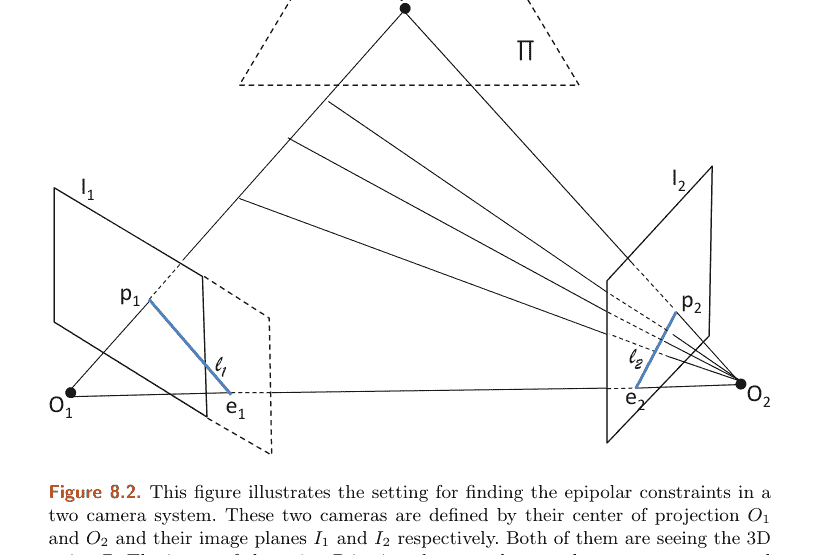 Π
I₁
I₂
p₁
p₂
ℓ₁
ℓ₂
O₁
e₁
e₂
O₂
Figure 8.2. This figure illustrates the setting for finding the epipolar constraints in a
two camera system. These two cameras are defined by their center of projection O₁
and O₂ and their image planes I₁ and I₂ respectively. Both of them are seeing the 3D